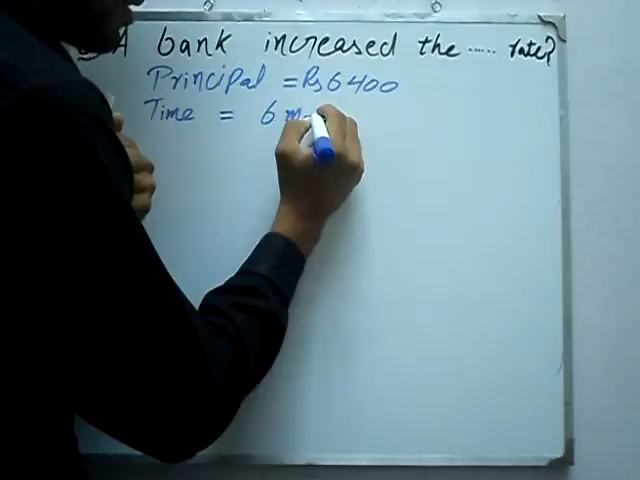 A bank increased the ..... rate?
Principal = Rs 6400
Time = 6 m